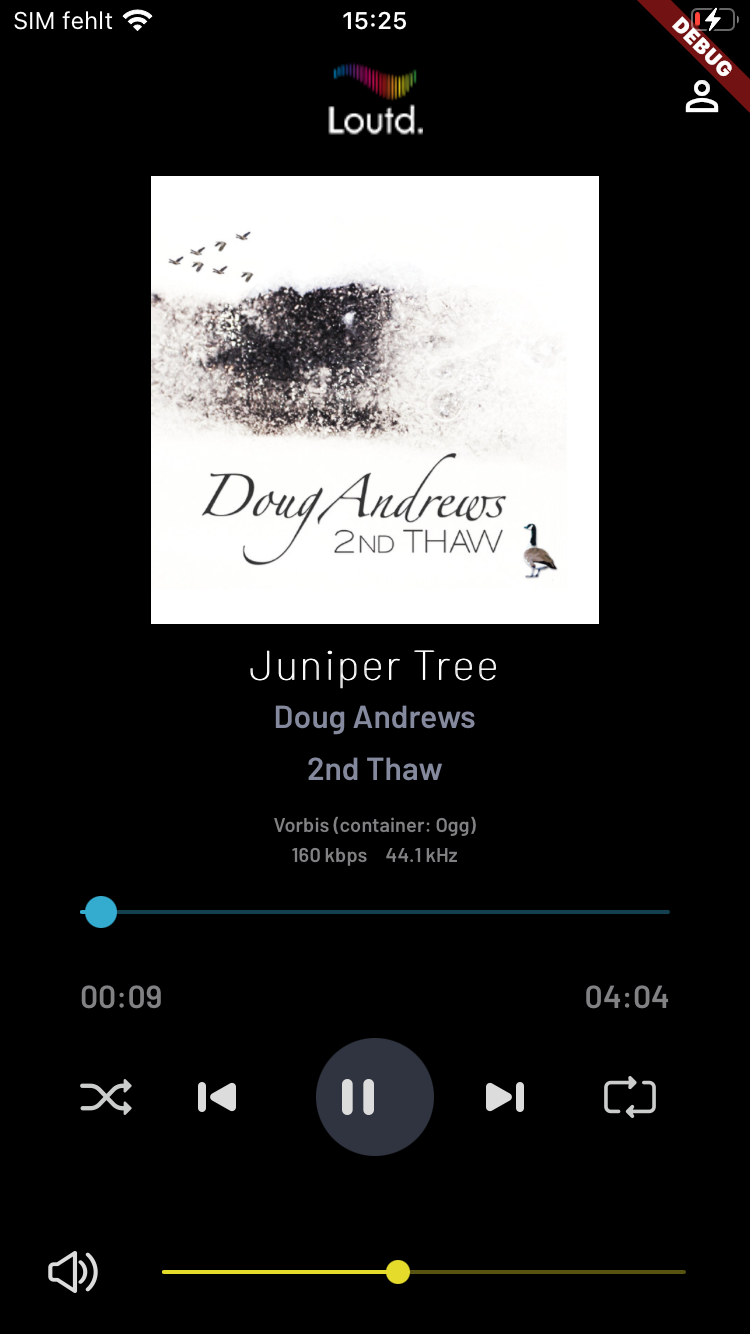 SIM fehlt
15:25
DEBUG
Loutd.
Doug Andrews
2ND THAW
Juniper Tree
Doug Andrews
2nd Thaw
Vorbis (container: Ogg)
160 kbps 44.1 kHz
00:09
04:04